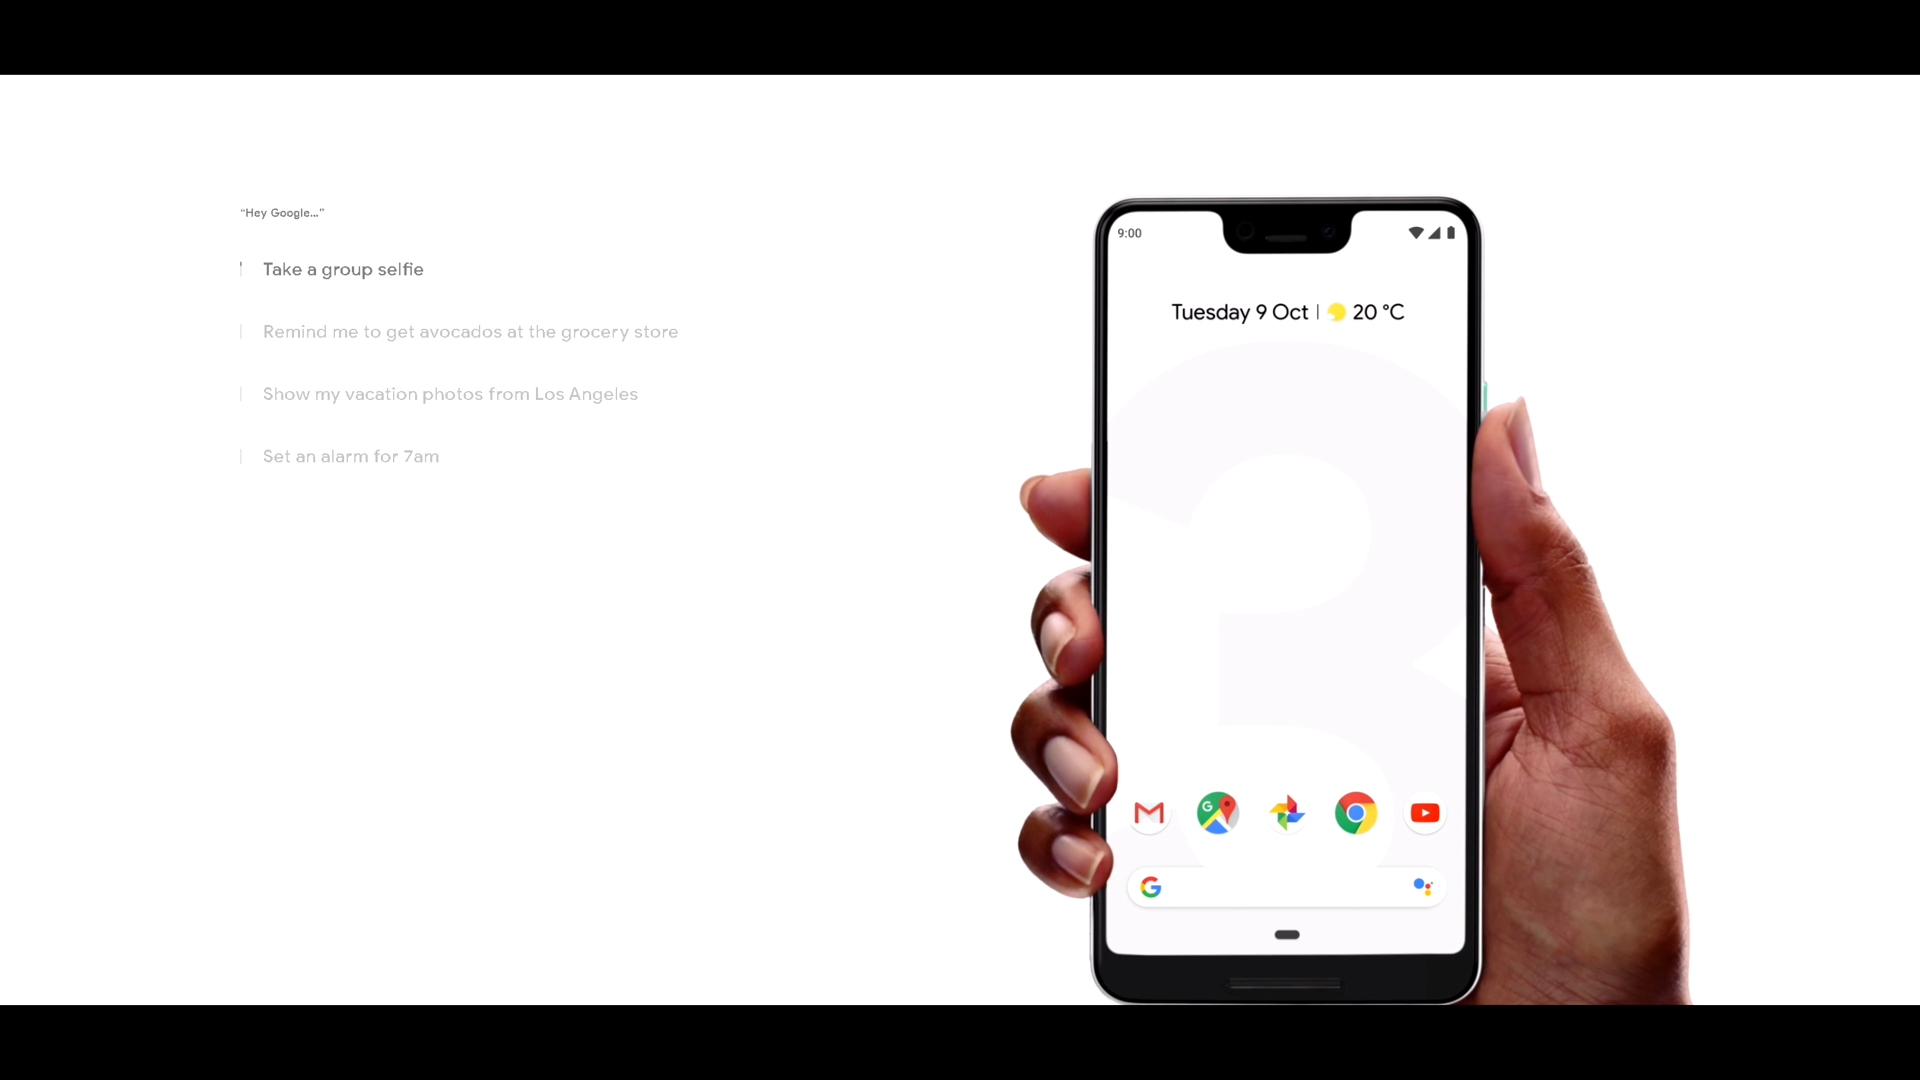 “Hey Google...”
Take a group selfie
Remind me to get avocados at the grocery store
Show my vacation photos from Los Angeles
Set an alarm for 7am
9:00
Tuesday 9 Oct | 20 °C
3
G
G